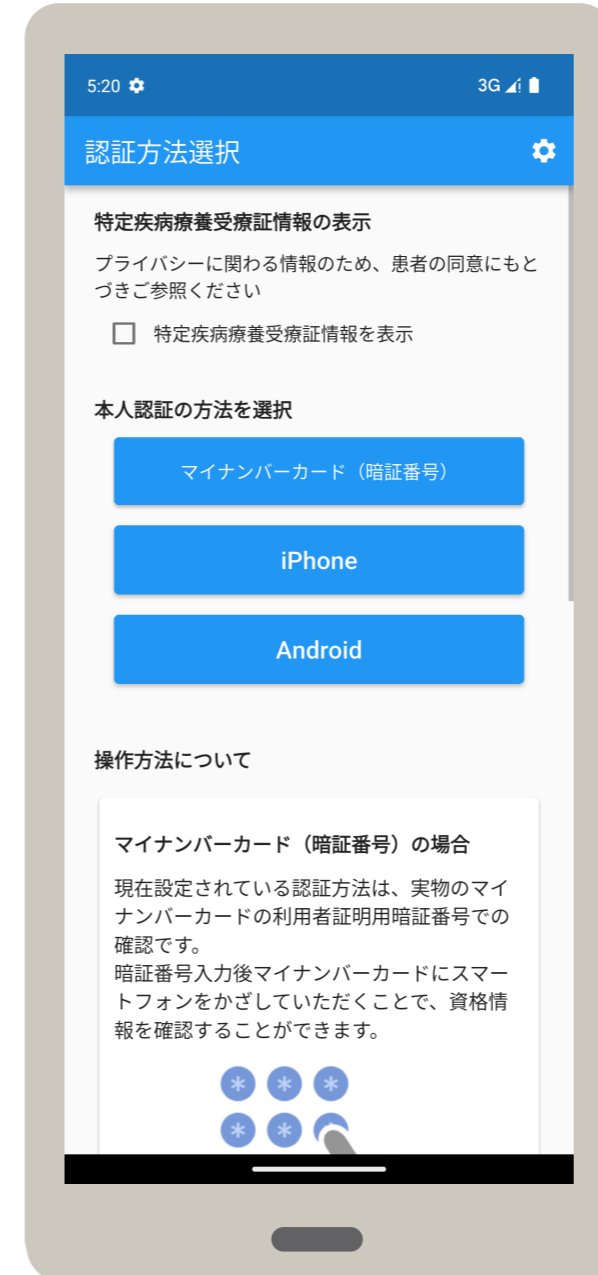 5:20
3G
認証方法選択
特定疾病療養受療証情報の表示
プライバシーに関わる情報のため、患者の同意にもと
づきご参照ください
特定疾病療養受療証情報を表示
本人認証の方法を選択
マイナンバーカード（暗証番号）
iPhone
Android
操作方法について
マイナンバーカード（暗証番号）の場合
現在設定されている認証方法は、実物のマイ
ナンバーカードの利用者証明用暗証番号での
確認です。
暗証番号入力後マイナンバーカードにスマー
トフォンをかざしていただくことで、資格情
報を確認することができます。